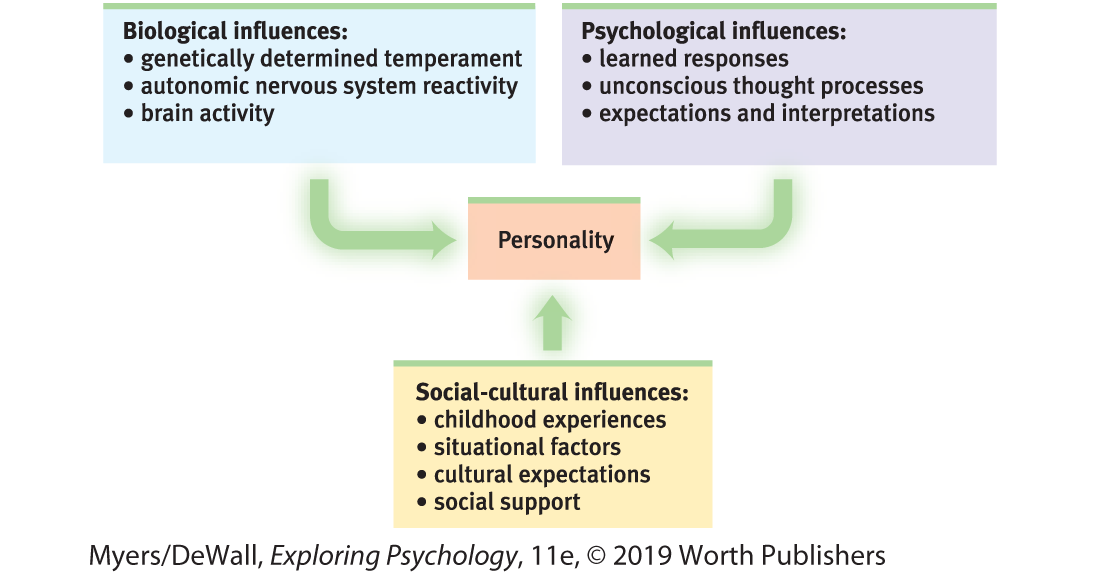 Biological influences:
• genetically determined temperament
• autonomic nervous system reactivity
• brain activity
Psychological influences:
• learned responses
• unconscious thought processes
• expectations and interpretations
Personality
Social-cultural influences:
• childhood experiences
• situational factors
• cultural expectations
• social support
Myers/DeWall, Exploring Psychology, 11e, © 2019 Worth Publishers